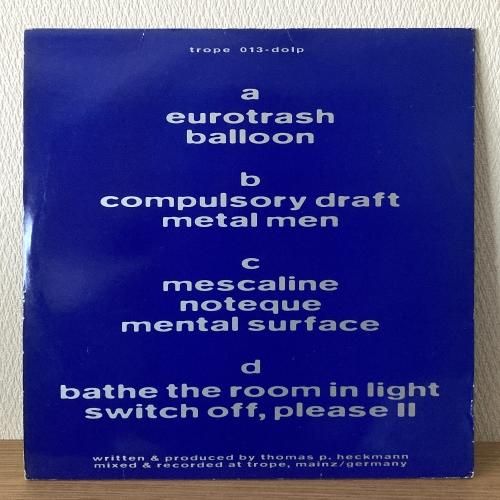 trope 013-dolp
a
eurotrash
balloon
b
compulsory draft
metal men
c
mescaline
noteque
mental surface
d
bathe the room in light
switch off, please II
written & produced by thomas p. heckmann
mixed & recorded at trope, mainz/germany